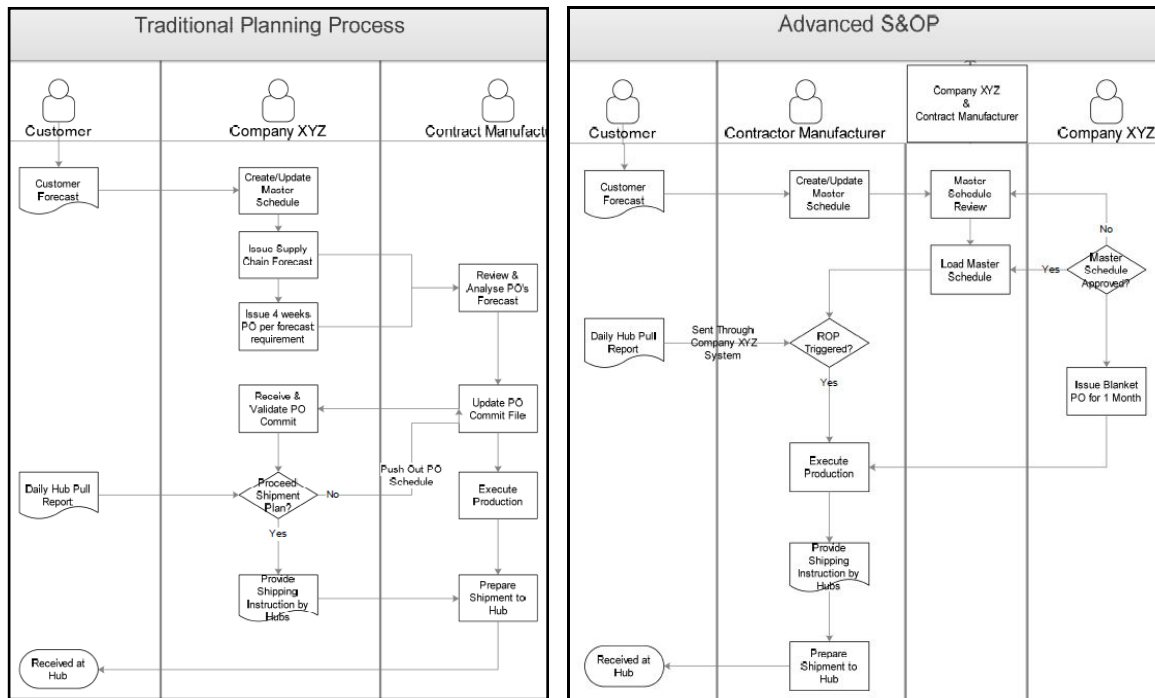 Traditional Planning Process
Customer
Company XYZ
Contract Manufact
Customer
Forecast
Create/Update
Master
Schedule
Issue Supply
Chain Forecast
Review &
Analyse PO's
Forecast
Issue 4 weeks
PO per forecast
requirement
Receive &
Validate PO
Commit
Update PO
Commit File
Push Out PO
Schedule
Daily Hub Pull
Report
Proceed
Shipment
Plan?
No
Execute
Production
Yes
Provide
Shipping
Instruction by
Hubs
Prepare
Shipment to
Hub
Received at
Hub
Advanced S&OP
Customer
Contractor Manufacturer
Company XYZ
&
Contract Manufacturer
Company XYZ
Customer
Forecast
Create/Update
Master
Schedule
Master
Schedule
Review
No
Load Master
Schedule
Yes
Master
Schedule
Approved?
Daily Hub Pull
Report
Sent Through
Company XYZ
System
ROP
Triggered?
Yes
Issue Blanket
PO for 1 Month
Execute
Production
Provide
Shipping
Instruction by
Hubs
Prepare
Shipment to
Hub
Received at
Hub